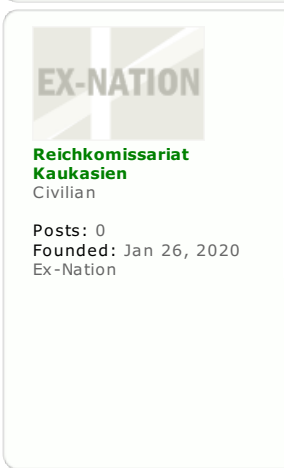 EX-NATION
Reichkomissariat
Kaukasien
Civilian
Posts: 0
Founded: Jan 26, 2020
Ex-Nation